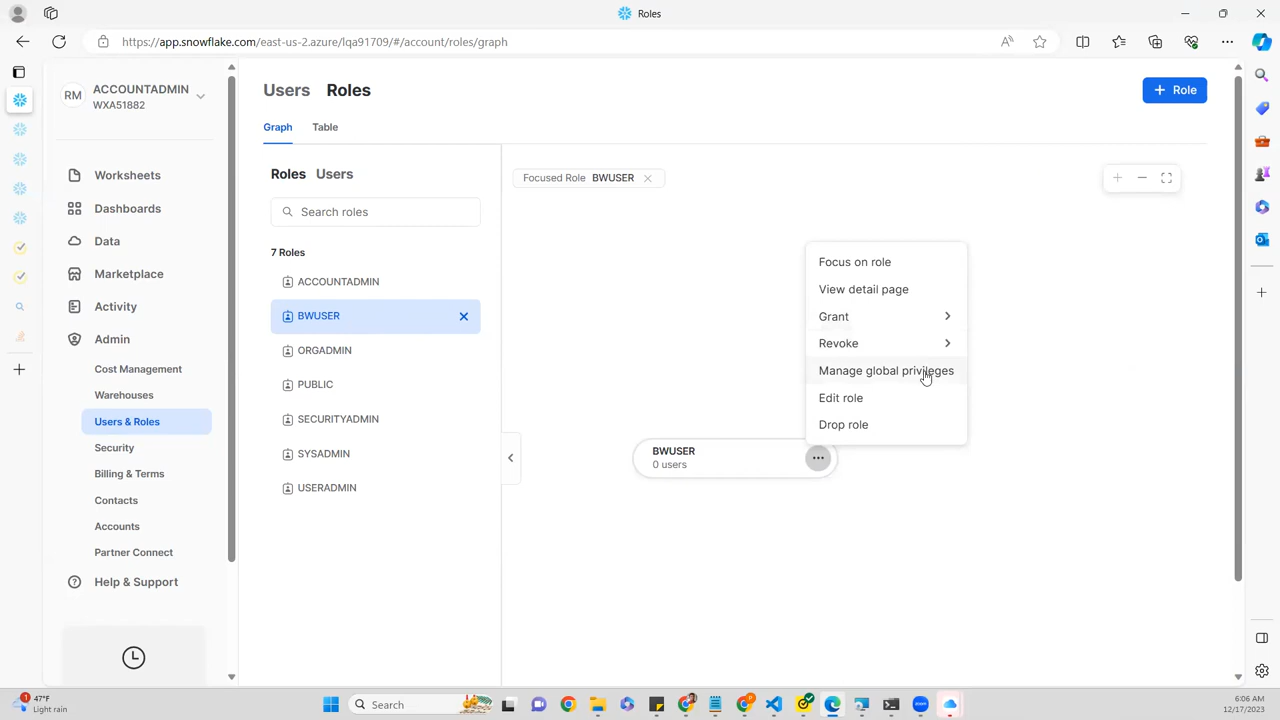 Roles
https://app.snowflake.com/east-us-2.azure/lqa91709/#/account/roles/graph
RM
ACCOUNTADMIN
WXA51882
Worksheets
Dashboards
Data
Marketplace
Activity
Admin
Cost Management
Warehouses
Users & Roles
Security
Billing & Terms
Contacts
Accounts
Partner Connect
Help & Support
Users Roles
+ Role
Graph Table
Roles Users
Search roles
7 Roles
ACCOUNTADMIN
BWUSER
ORGADMIN
PUBLIC
SECURITYADMIN
SYSADMIN
USERADMIN
Focused Role BWUSER
Focus on role
View detail page
Grant
Revoke
Manage global privileges
Edit role
Drop role
BWUSER
0 users
1
47°F
Light rain
Search
6:06 AM
12/17/2023